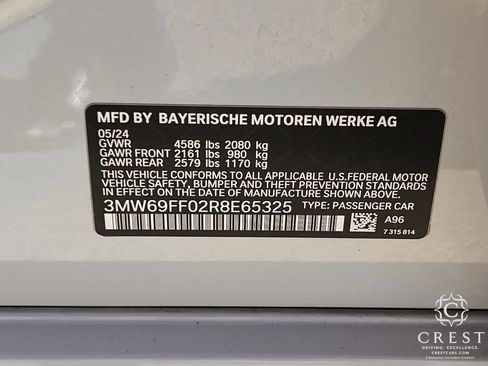 MFD BY BAYERISCHE MOTOREN WERKE AG
05/24
GVWR 4586 lbs 2080 kg
GAWR FRONT 2161 lbs 980 kg
GAWR REAR 2579 lbs 1170 kg
THIS VEHICLE CONFORMS TO ALL APPLICABLE U.S.FEDERAL MOTOR
VEHICLE SAFETY, BUMPER, AND THEFT PREVENTION STANDARDS
IN EFFECT ON THE DATE OF MANUFACTURE SHOWN ABOVE.
3MW69FF02R8E65325 TYPE: PASSENGER CAR
A96
7 315 814
C
CREST
DRIVING. EXCELLENCE.
CRESTCARS.COM